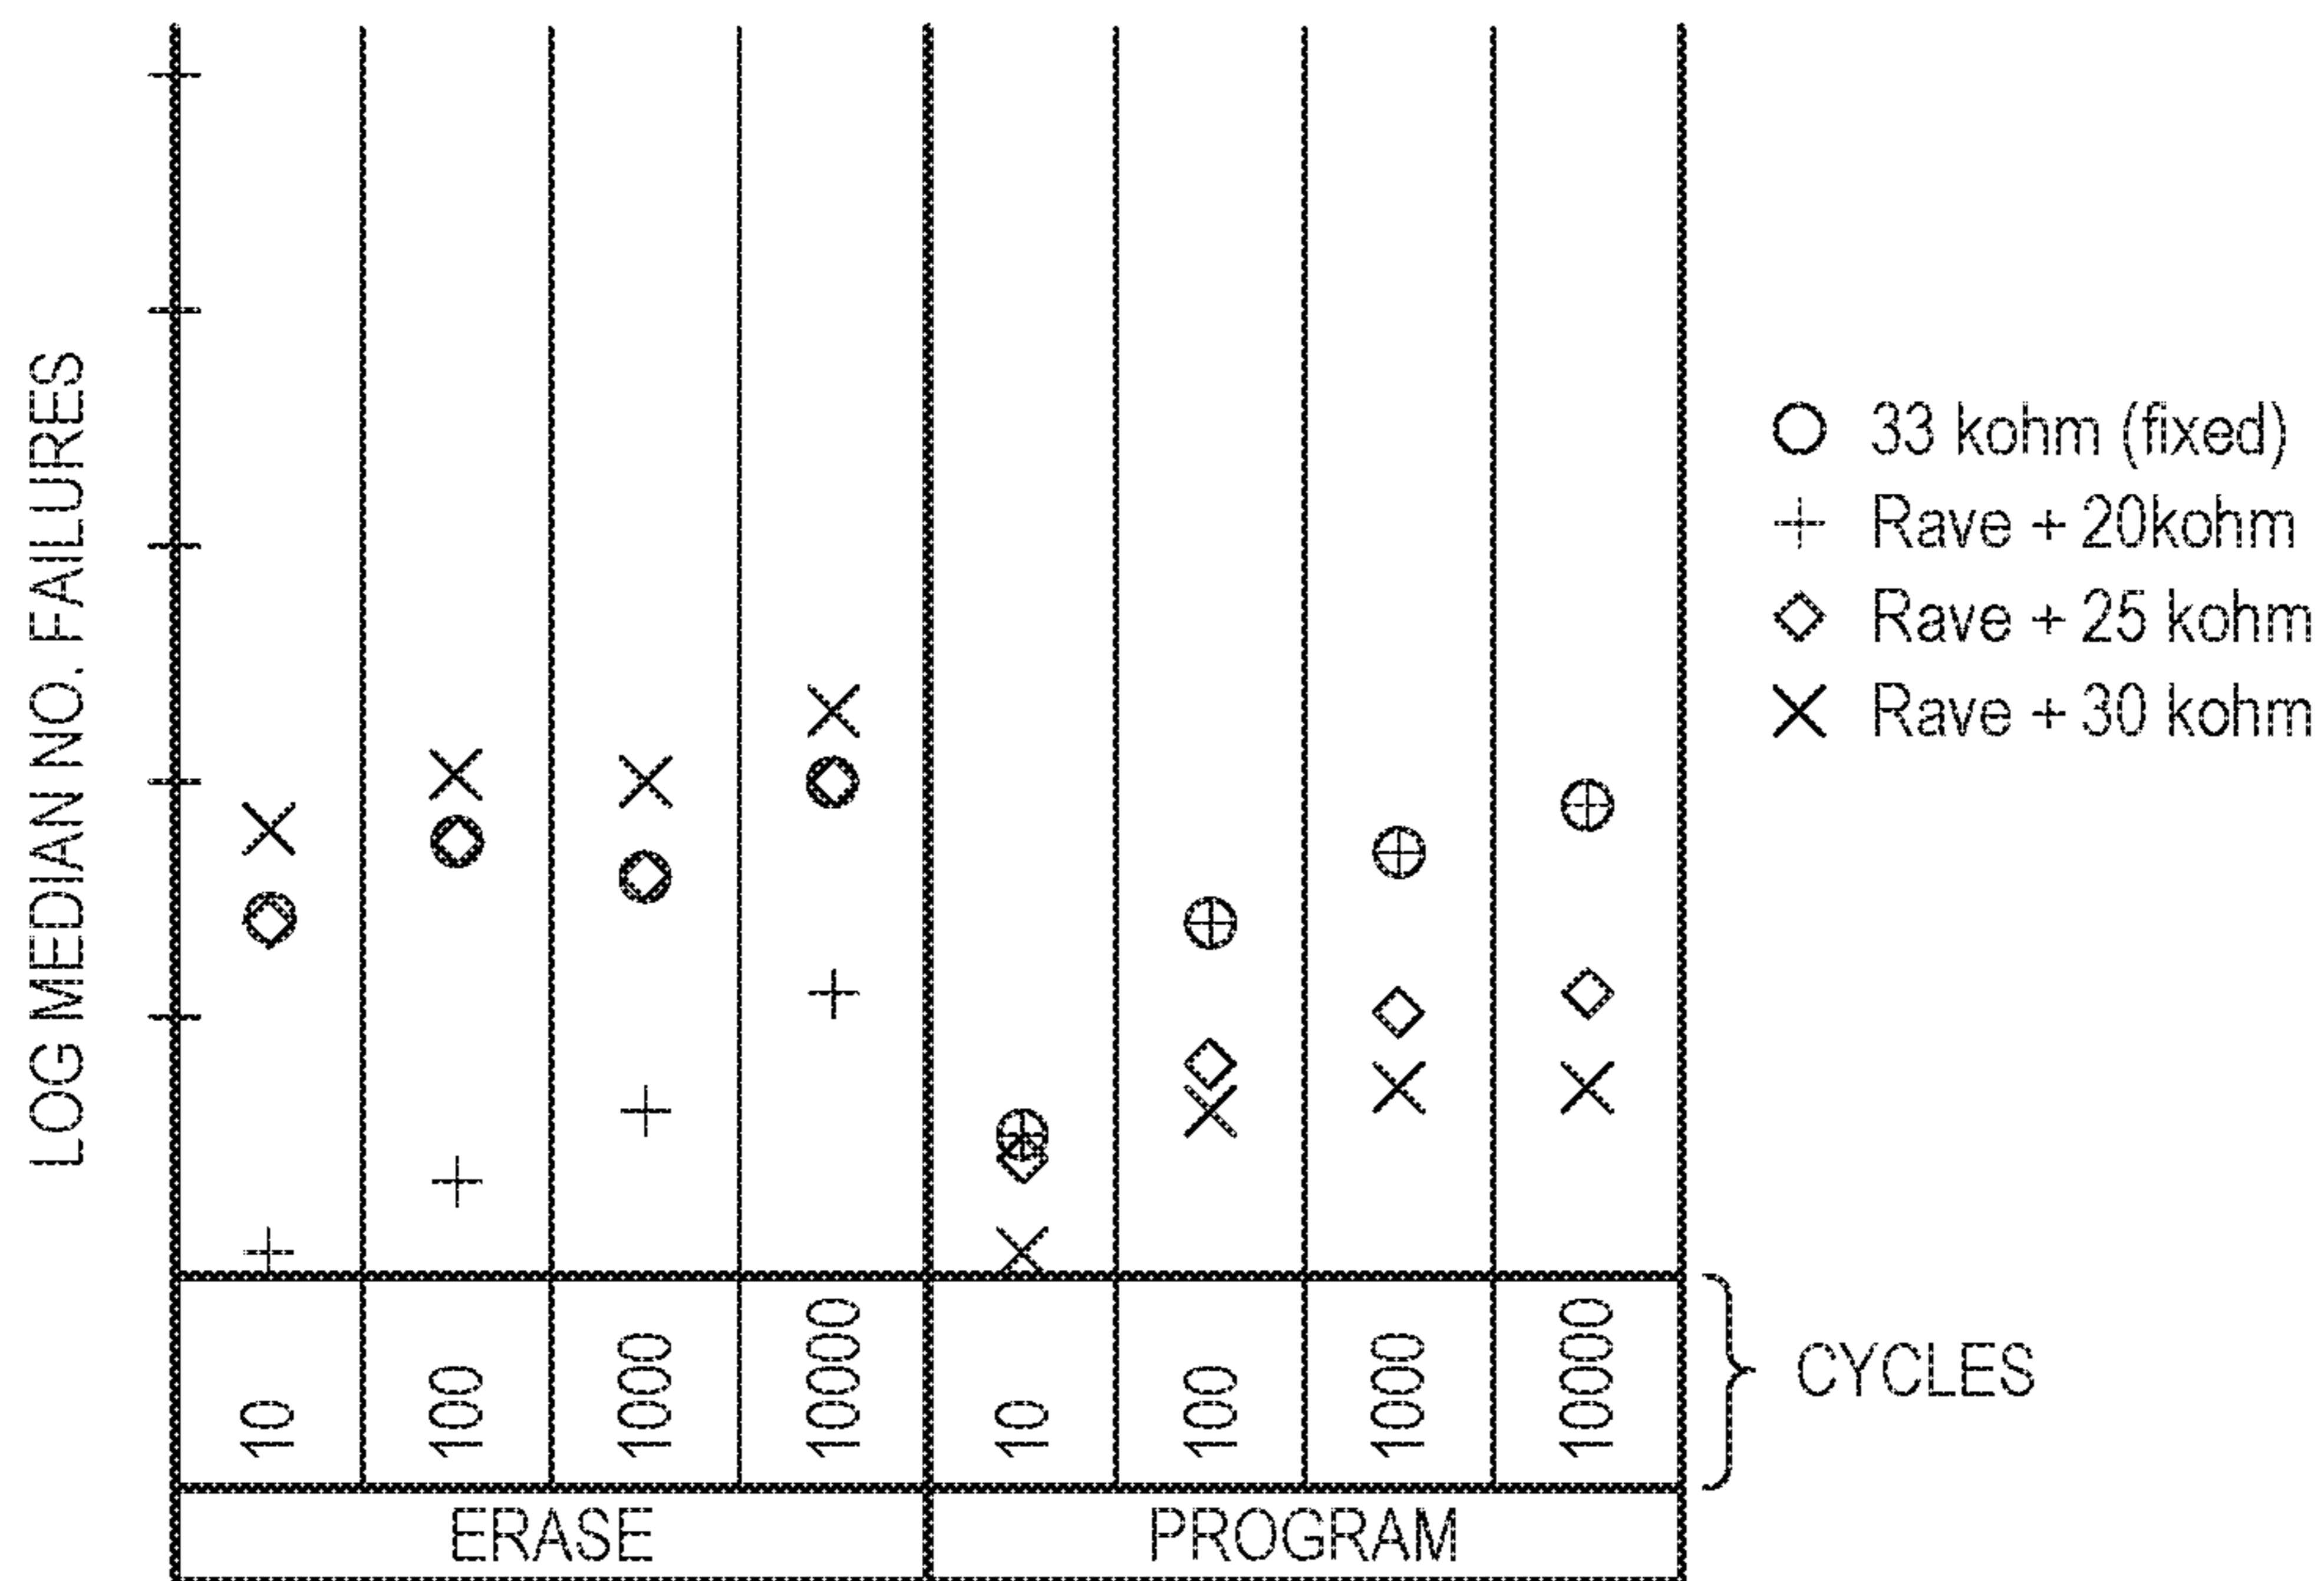 LOG MEDIAN NO. FAILURES
33 kohm (fixed)
Rave + 20kohm
Rave + 25 kohm
Rave + 30 kohm
10 100 1000 10000 10 100 1000 10000
CYCLES
ERASE PROGRAM